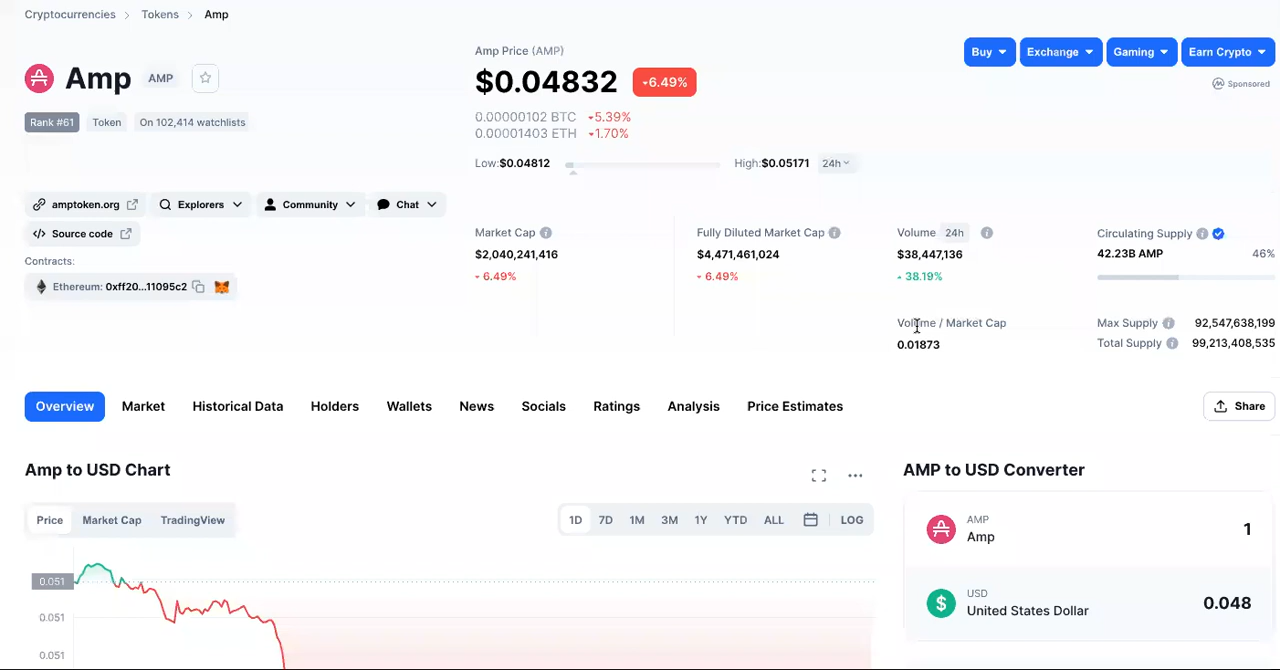 Cryptocurrencies > Tokens > Amp
Amp AMP
Rank #61 Token On 102,414 watchlists
amptoken.org Explorers Community Chat
Source code
Contracts:
Ethereum: 0xff20...11095c2
Amp Price (AMP)
$0.04832 6.49%
0.00000102 BTC 5.39%
0.00001403 ETH 1.70%
Low:$0.04812 High:$0.05171 24h
Buy Exchange Gaming Earn Crypto
Sponsored
Market Cap
$2,040,241,416
6.49%
Fully Diluted Market Cap
$4,471,461,024
6.49%
Volume 24h
$38,447,136
38.19%
Volume / Market Cap
0.01873
Circulating Supply
42.23B AMP 46%
Max Supply 92,547,638,199
Total Supply 99,213,408,535
Overview Market Historical Data Holders Wallets News Socials Ratings Analysis Price Estimates
Share
Amp to USD Chart
Price Market Cap TradingView
1D 7D 1M 3M 1Y YTD ALL LOG
0.051
0.051
0.051
AMP to USD Converter
AMP
Amp 1
USD
United States Dollar 0.048